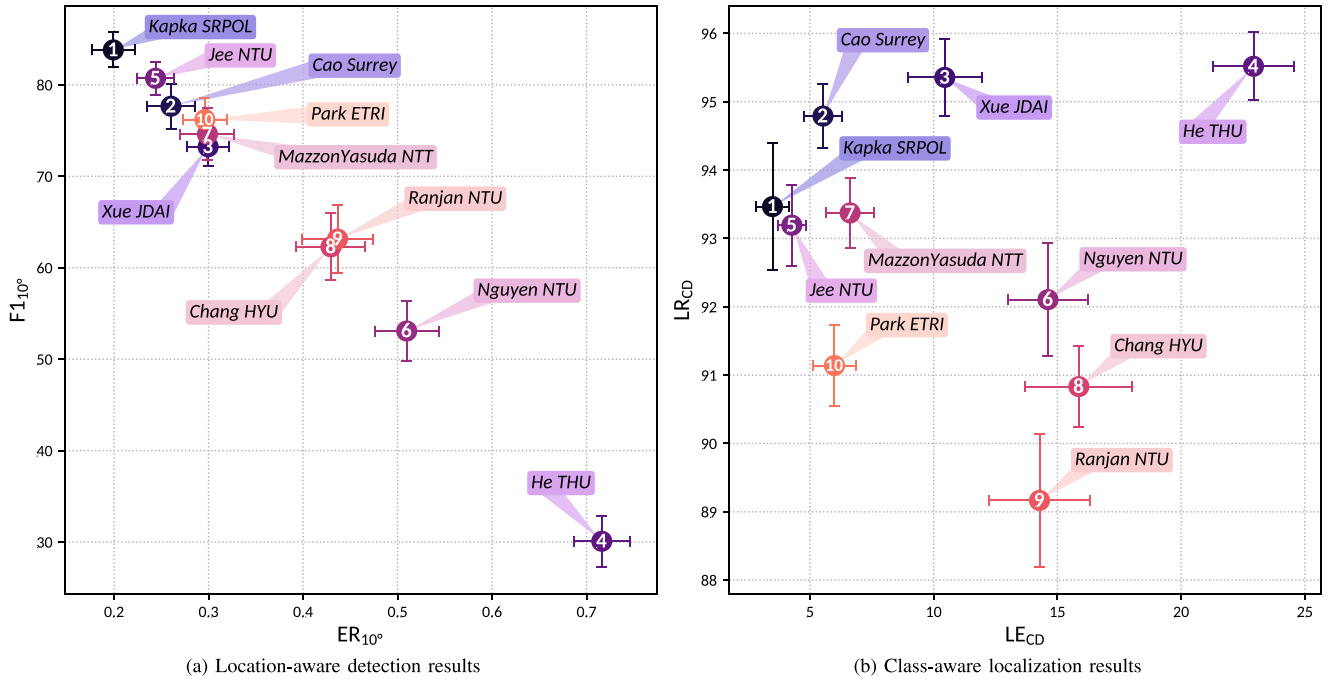 Kapka SRPOL
1
Jee NTU
5
80
Cao Surrey
2
10
Park ETRI
7
MazzonYasuda NTT
3
70
Xue JDAI
Ranjan NTU
9
8
60
Chang HYU
Nguyen NTU
6
50
40
He THU
4
30
F1₁₀°
0.2
0.3
0.4
0.5
0.6
0.7
ER₁₀°
(a) Location-aware detection results
96
Cao Surrey
3
4
Xue JDAI
95
2
He THU
94
Kapka SRPOL
1
5
7
93
MazzonYasuda NTT
Nguyen NTU
Jee NTU
6
92
Park ETRI
10
Chang HYU
91
8
90
Ranjan NTU
9
89
88
LR_CD
5
10
15
20
25
LE_CD
(b) Class-aware localization results